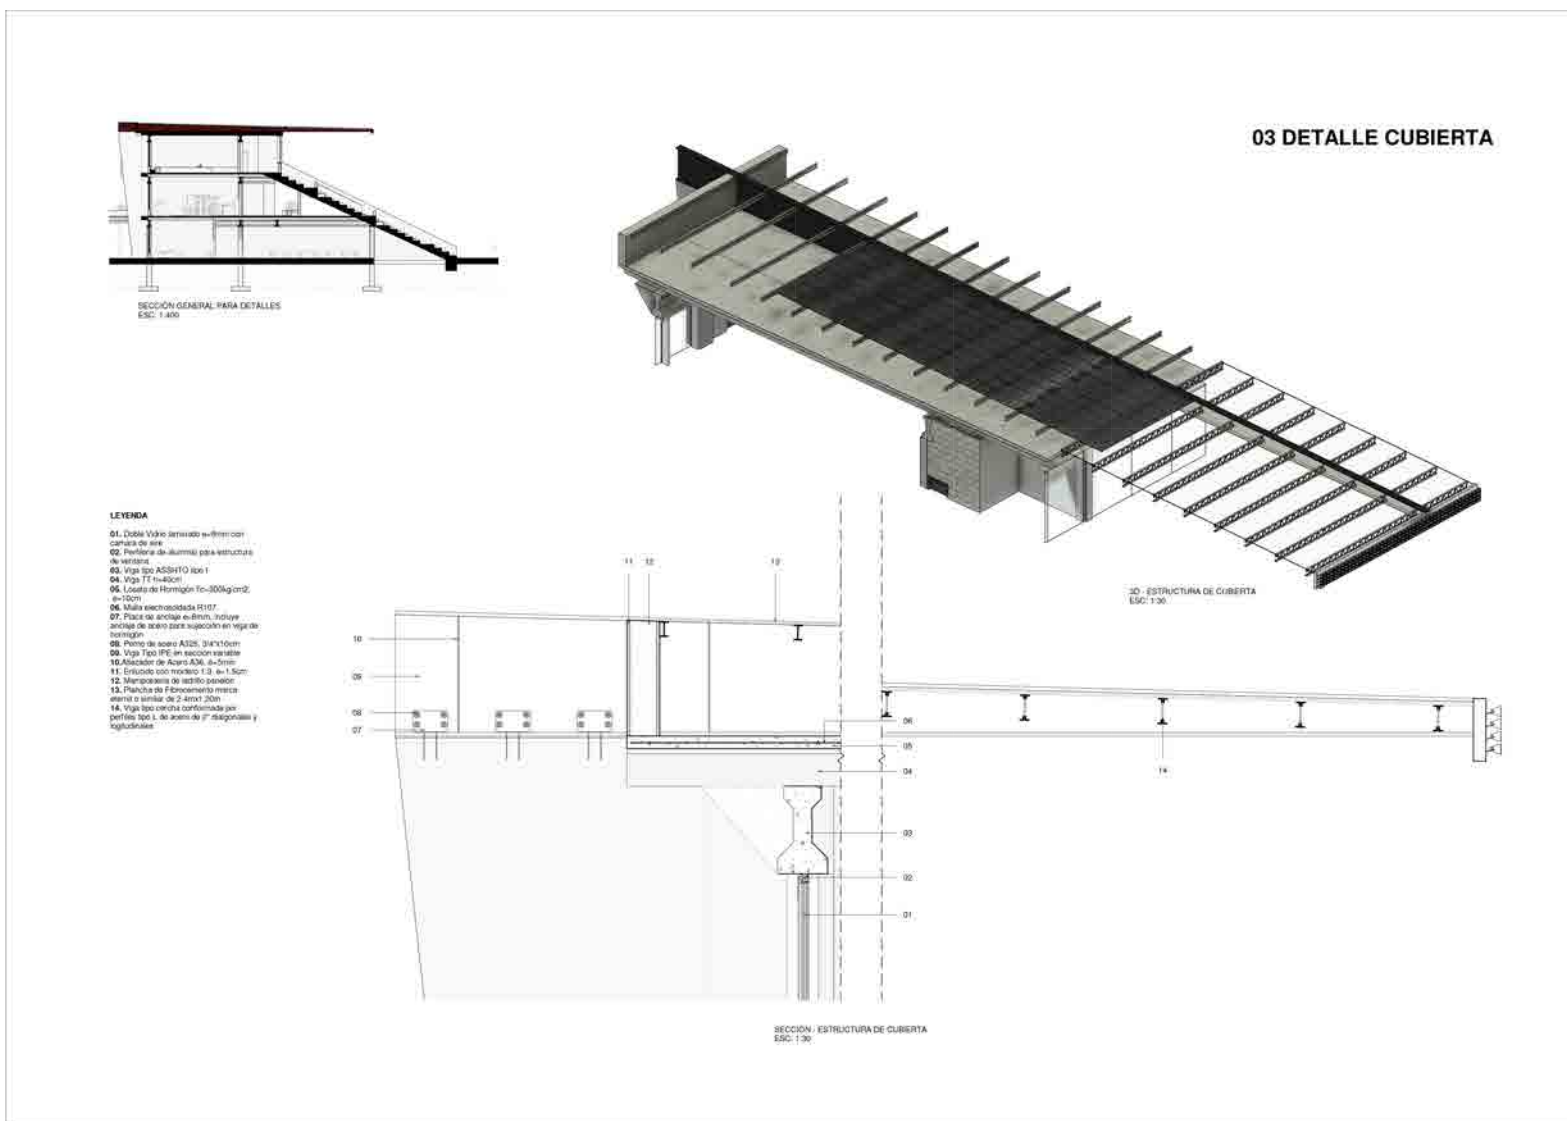 03 DETALLE CUBIERTA
SECCIÓN GENERAL PARA DETALLES
ESC: 1:400
3D - ESTRUCTURA DE CUBIERTA
ESC: 1:30
LEYENDA
01. Doble Vidrio laminado e=6mm con
cámara de aire
02. Perfilería de aluminio para estructura
de ventana
03. Viga tipo ASSHTO tipo I
04. Viga TT h=40cm
05. Loseta de Hormigón fc=300kg/cm2,
e=10cm
06. Malla electrosoldada R167.
07. Placa de anclaje e=8mm, incluye
anclaje de acero para sujección en viga de
hormigón
08. Perno de acero A325, 3/4"x10cm
09. Viga Tipo IPE en sección variable
10. de Acero A36, e=5mm
11. Enlucido con mortero 1:3, e=1.5cm
12. Mampostería de ladrillo panelón
13. Plancha de Fibrocemento marca
eternit o similar de 2.4mx1.20m
14. Viga tipo cercha conformada por
perfiles tipo L de acero de 2" diagonales y
logitudinales
11 12 13
10
09
08
07
06
05
04
03
02
01
14
SECCIÓN - ESTRUCTURA DE CUBIERTA
ESC: 1:30